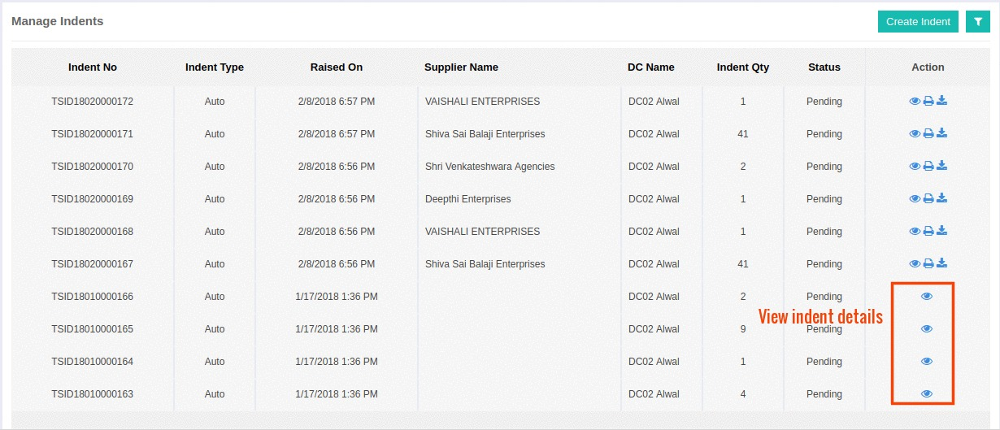 Manage Indents Create Indent
Indent No Indent Type Raised On Supplier Name DC Name Indent Qty Status Action
TSID18020000172 Auto 2/8/2018 6:57 PM VAISHALI ENTERPRISES DC02 Alwal 1 Pending
TSID18020000171 Auto 2/8/2018 6:57 PM Shiva Sai Balaji Enterprises DC02 Alwal 41 Pending
TSID18020000170 Auto 2/8/2018 6:56 PM Shri Venkateshwara Agencies DC02 Alwal 2 Pending
TSID18020000169 Auto 2/8/2018 6:56 PM Deepthi Enterprises DC02 Alwal 1 Pending
TSID18020000168 Auto 2/8/2018 6:56 PM VAISHALI ENTERPRISES DC02 Alwal 1 Pending
TSID18020000167 Auto 2/8/2018 6:56 PM Shiva Sai Balaji Enterprises DC02 Alwal 41 Pending
TSID18010000166 Auto 1/17/2018 1:36 PM DC02 Alwal 2 Pending
View indent details
TSID18010000165 Auto 1/17/2018 1:36 PM DC02 Alwal 9 Pending
TSID18010000164 Auto 1/17/2018 1:36 PM DC02 Alwal 1 Pending
TSID18010000163 Auto 1/17/2018 1:36 PM DC02 Alwal 4 Pending